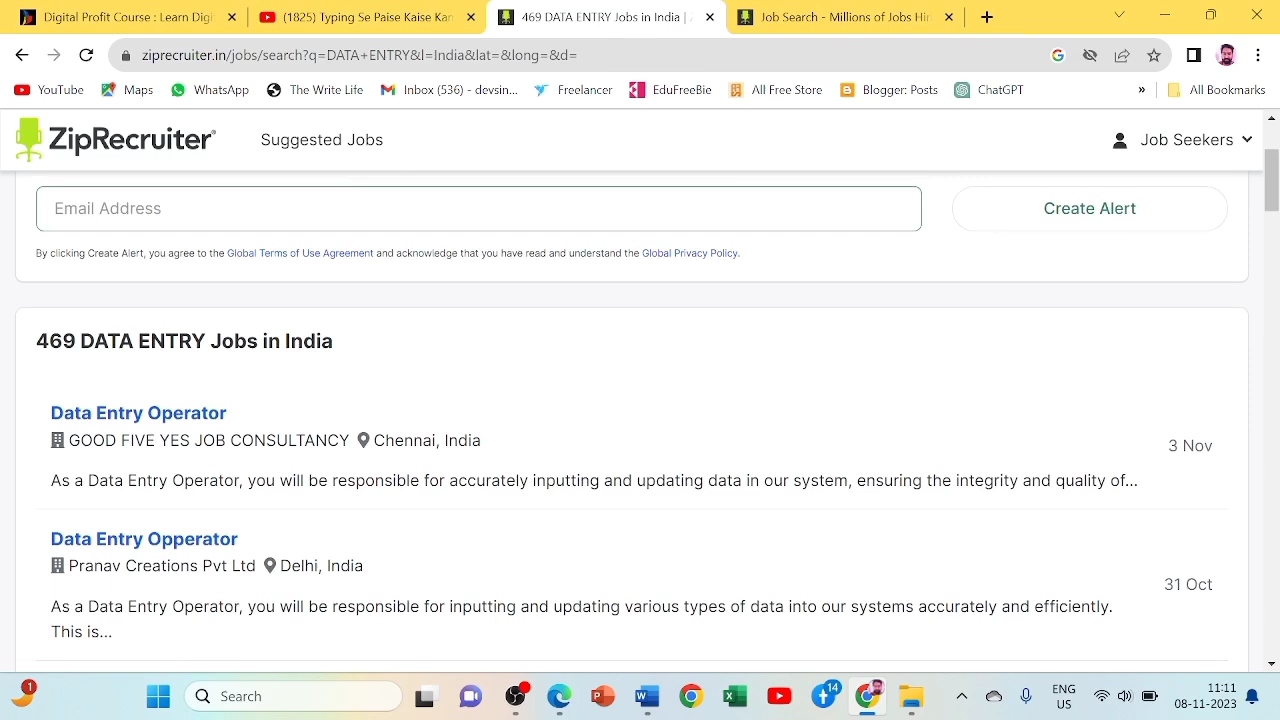 Digital Profit Course : Learn Digi
(1825) Typing Se Paise Kaise Kan
469 DATA ENTRY Jobs in India |
Job Search - Millions of Jobs Hiri
ziprecruiter.in/jobs/search?q=DATA+ENTRY&l=India&lat=&long=&d=
YouTube
Maps
WhatsApp
The Write Life
Inbox (536) - devsin...
Freelancer
EduFreeBie
All Free Store
Blogger: Posts
ChatGPT
»
All Bookmarks
ZipRecruiter
Suggested Jobs
Job Seekers
Email Address
Create Alert
By clicking Create Alert, you agree to the Global Terms of Use Agreement and acknowledge that you have read and understand the Global Privacy Policy.
469 DATA ENTRY Jobs in India
Data Entry Operator
GOOD FIVE YES JOB CONSULTANCY Chennai, India
3 Nov
As a Data Entry Operator, you will be responsible for accurately inputting and updating data in our system, ensuring the integrity and quality of...
Data Entry Opperator
Pranav Creations Pvt Ltd Delhi, India
31 Oct
As a Data Entry Operator, you will be responsible for inputting and updating various types of data into our systems accurately and efficiently.
This is...
1
Search
14
ENG
US
11:11
08-11-2023